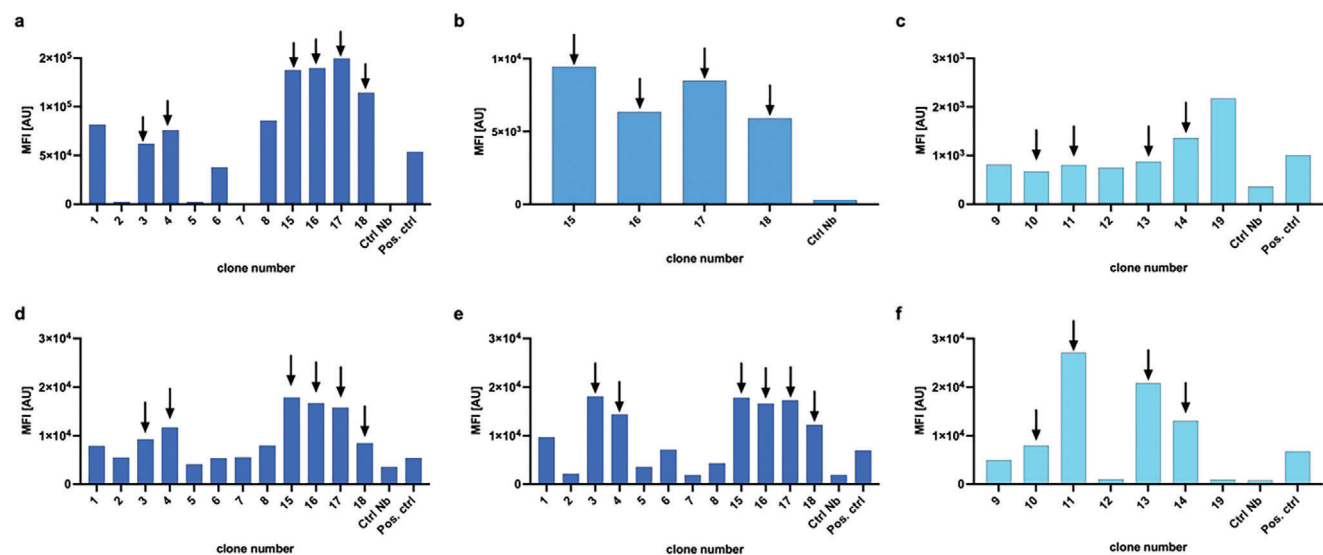 a
2×10⁵
1×10⁵
5×10⁴
0
MFI [AU]
1 2 3 4 5 6 7 8 15 16 17 18 Ctrl Nb Pos. ctrl
clone number
b
1×10⁴
5×10³
0
MFI [AU]
15 16 17 18 Ctrl Nb
clone number
c
3×10³
2×10³
1×10³
0
MFI [AU]
9 10 11 12 13 14 19 Ctrl Nb Pos. ctrl
clone number
d
3×10⁴
2×10⁴
1×10⁴
0
MFI [AU]
1 2 3 4 5 6 7 8 15 16 17 18 Ctrl Nb Pos. ctrl
clone number
e
3×10⁴
2×10⁴
1×10⁴
0
MFI [AU]
1 2 3 4 5 6 7 8 15 16 17 18 Ctrl Nb Pos. ctrl
clone number
f
3×10⁴
2×10⁴
1×10⁴
0
MFI [AU]
9 10 11 12 13 14 19 Ctrl Nb Pos. ctrl
clone number